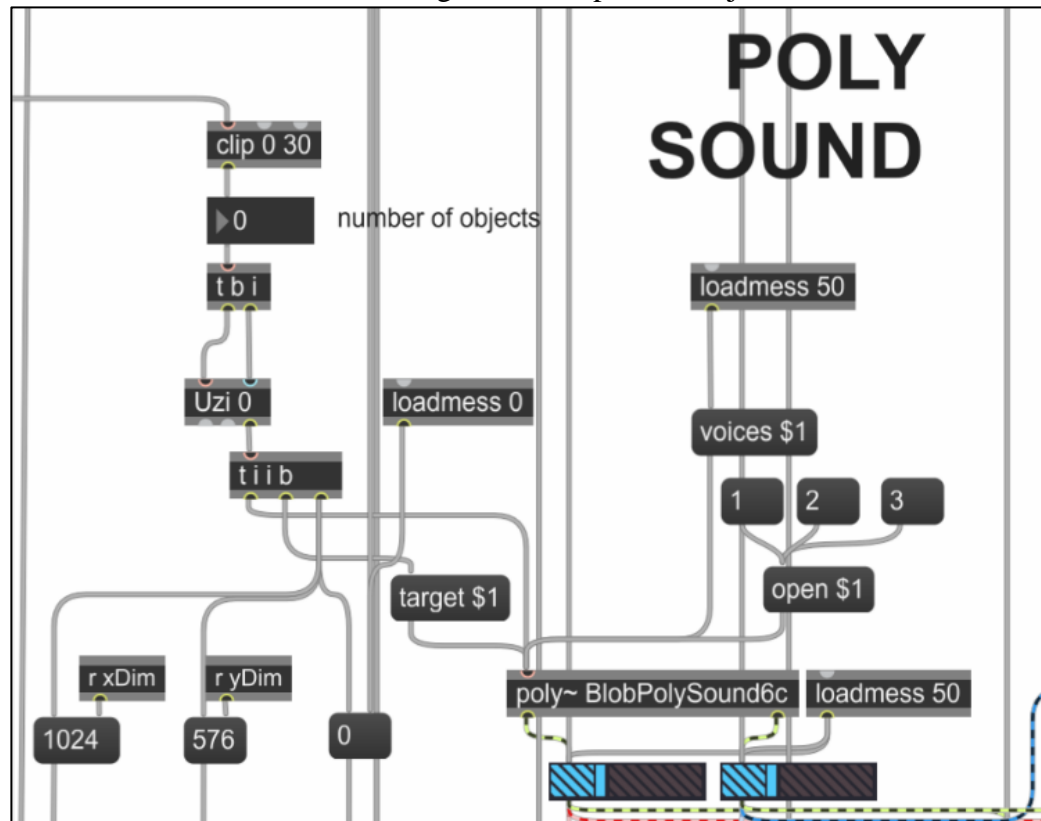 POLY
SOUND
clip 0 30
0
number of objects
t b i
loadmess 50
Uzi 0
loadmess 0
voices $1
t i i b
1
2
3
target $1
open $1
r xDim
r yDim
poly~ BlobPolySound6c
loadmess 50
1024
576
0